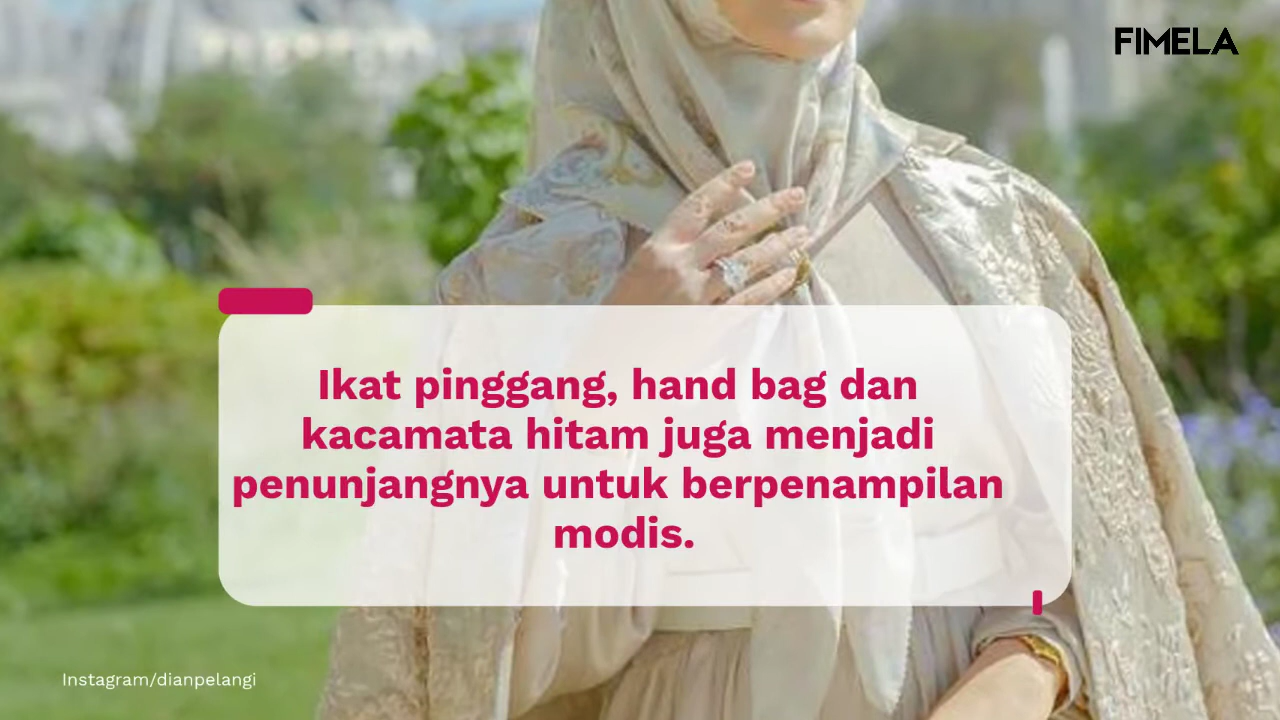 FIMELA
Ikat pinggang, hand bag dan
kacamata hitam juga menjadi
penunjangnya untuk berpenampilan
modis.
Instagram/dianpelangi